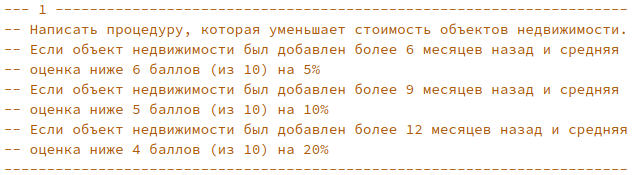 --- 1 ----------------------------------------------------------------------
-- Написать процедуру, которая уменьшает стоимость объектов недвижимости.
-- Если объект недвижимости был добавлен более 6 месяцев назад и средняя
-- оценка ниже 6 баллов (из 10) на 5%
-- Если объект недвижимости был добавлен более 9 месяцев назад и средняя
-- оценка ниже 5 баллов (из 10) на 10%
-- Если объект недвижимости был добавлен более 12 месяцев назад и средняя
-- оценка ниже 4 баллов (из 10) на 20%
----------------------------------------------------------------------------